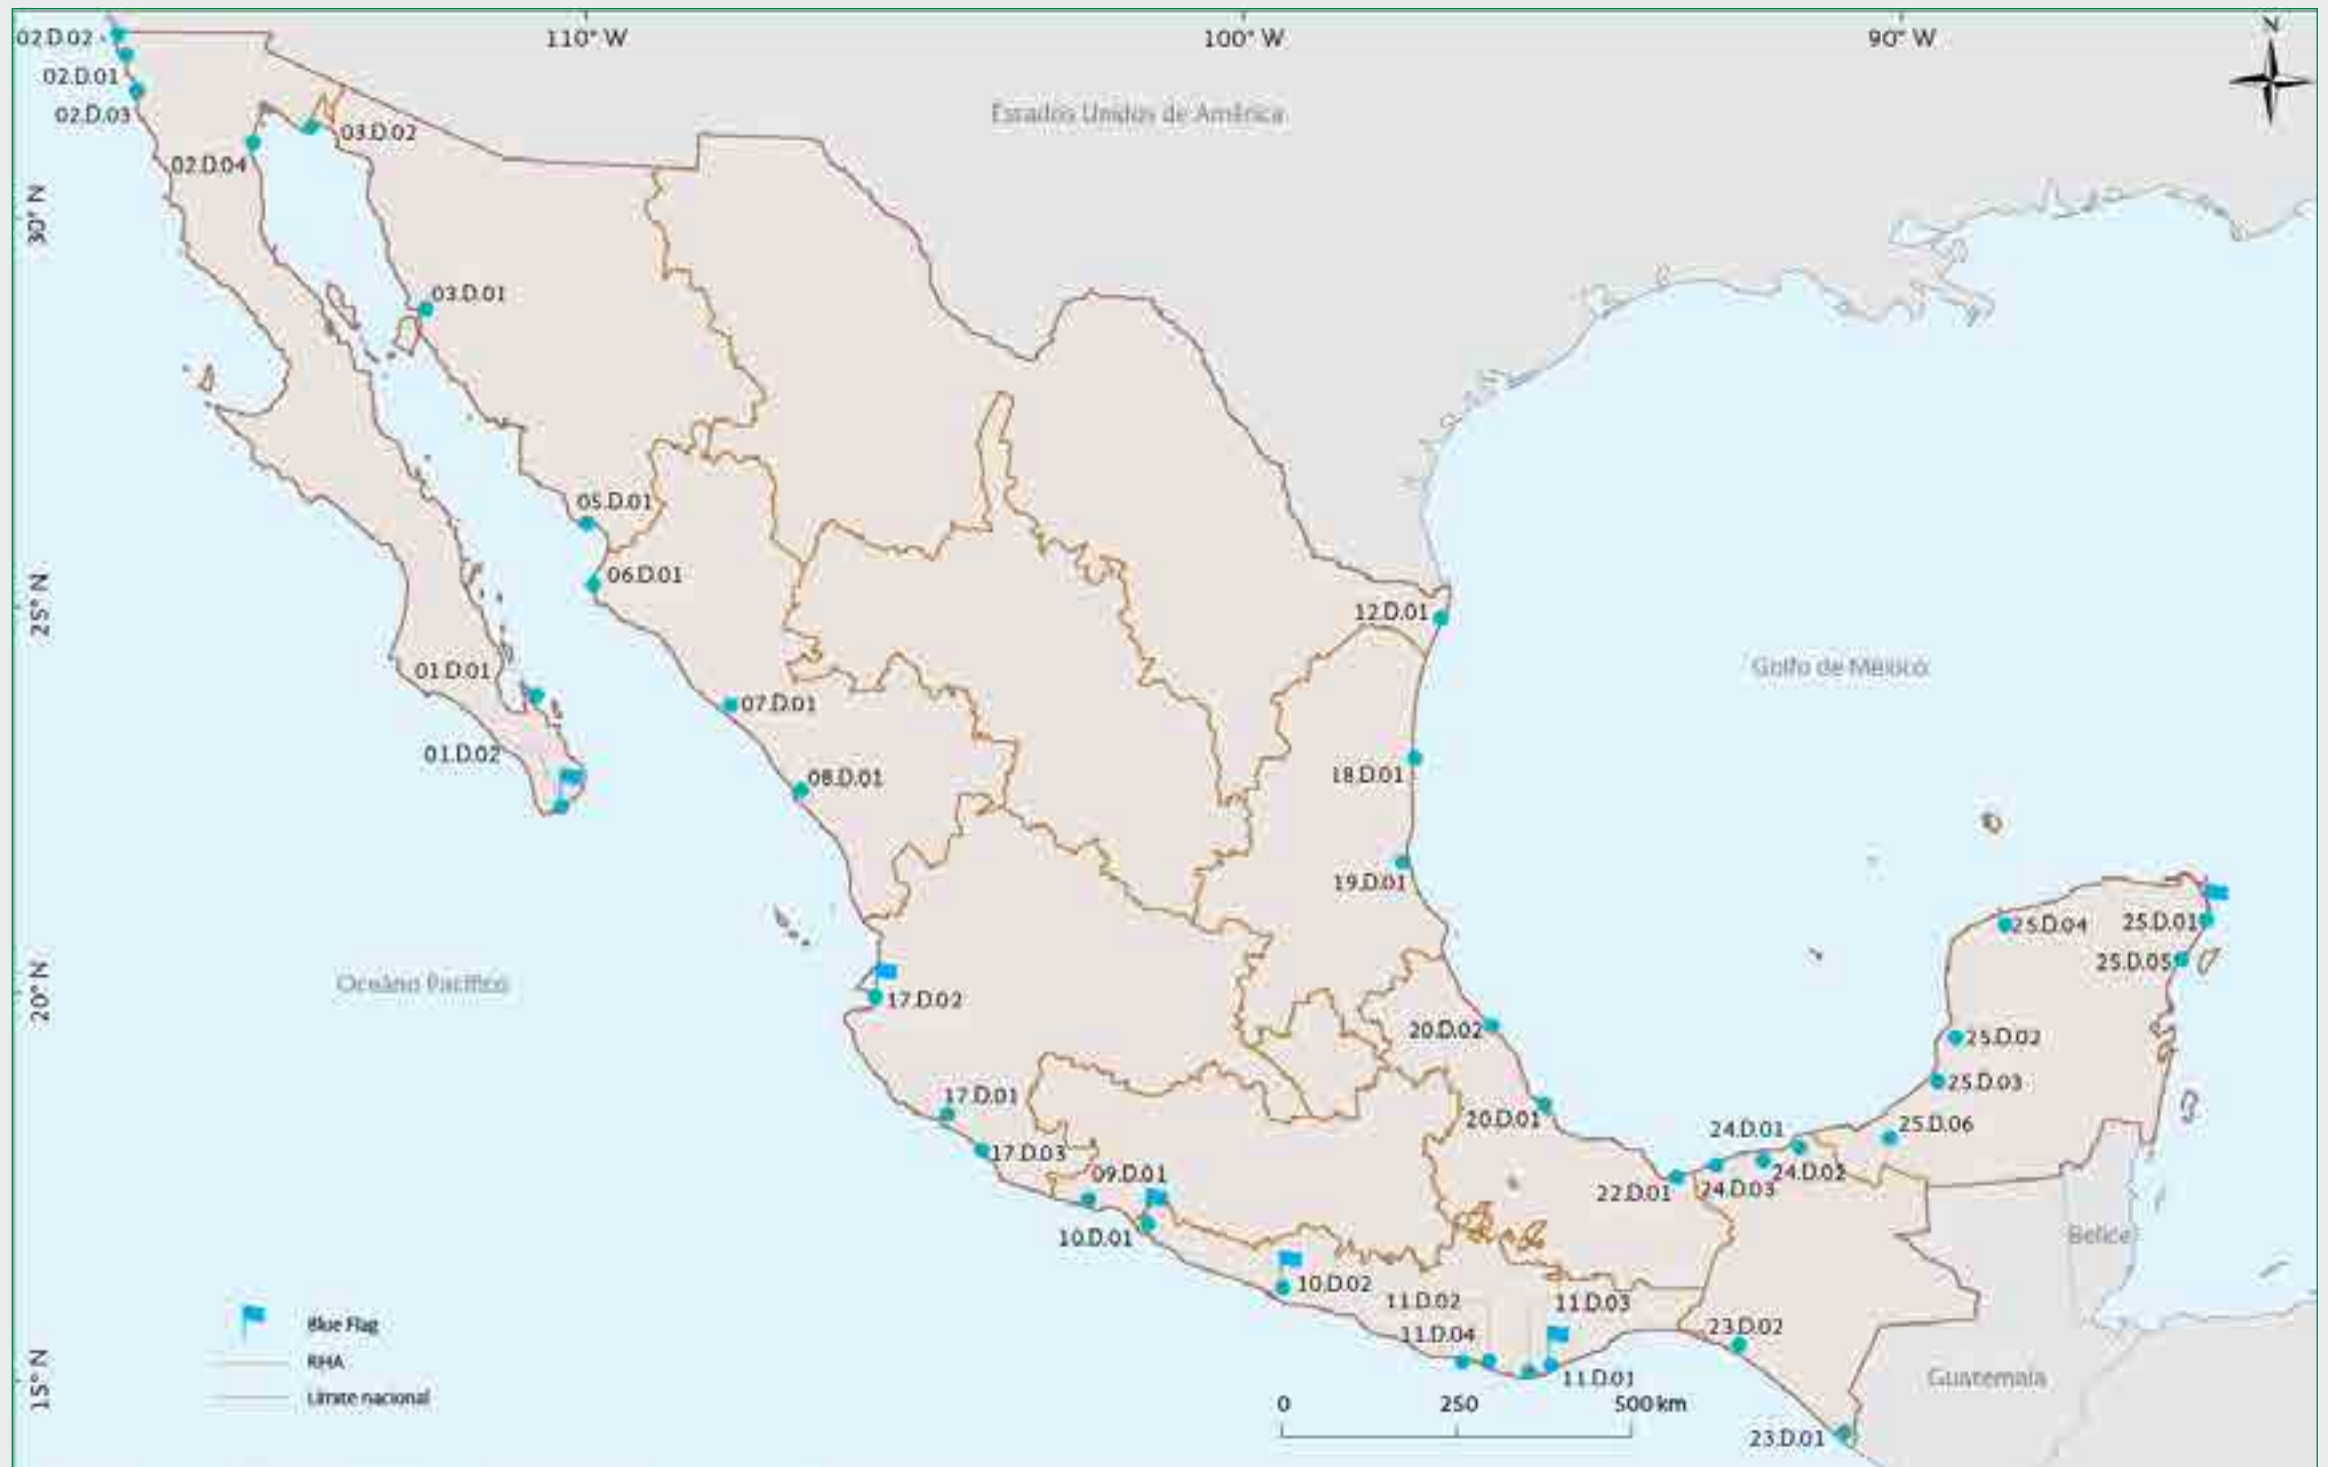 110° W
100° W
90° W
N
02.D.02
02.D.01
02.D.03
03.D.02
02.D.04
Estados Unidos de América
30° N
03.D.01
05.D.01
06.D.01
25° N
12.D.01
01.D.01
Golfo de México
07.D.01
01.D.02
08.D.01
18.D.01
19.D.01
25.D.04
25.D.01
25.D.05
Océano Pacífico
20° N
17.D.02
20.D.02
25.D.02
25.D.03
17.D.01
20.D.01
25.D.06
24.D.01
17.D.03
09.D.01
24.D.02
22.D.01
24.D.03
10.D.01
Belice
10.D.02
11.D.02
11.D.03
11.D.04
23.D.02
Blue Flag
RHA
Límite nacional
15° N
11.D.01
Guatemala
0
250
500 km
23.D.01